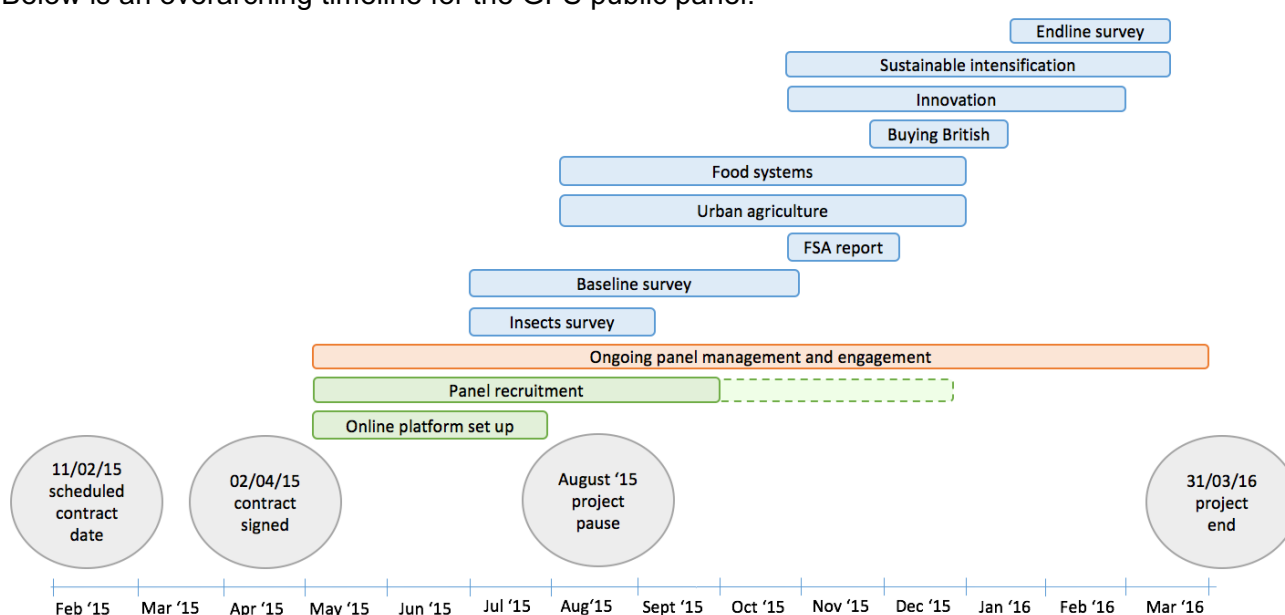 Below is an overarching timeline for the GFS public panel.
Endline survey
Sustainable intensification
Innovation
Buying British
Food systems
Urban agriculture
FSA report
Baseline survey
Insects survey
Ongoing panel management and engagement
Panel recruitment
Online platform set up
11/02/15
scheduled
contract
date
02/04/15
contract
signed
August ‘15
project
pause
31/03/16
project
end
Feb ‘15 Mar ‘15 Apr ‘15 May ‘15 Jun ‘15 Jul ‘15 Aug‘15 Sept ‘15 Oct ‘15 Nov ‘15 Dec ‘15 Jan ‘16 Feb ‘16 Mar ‘16